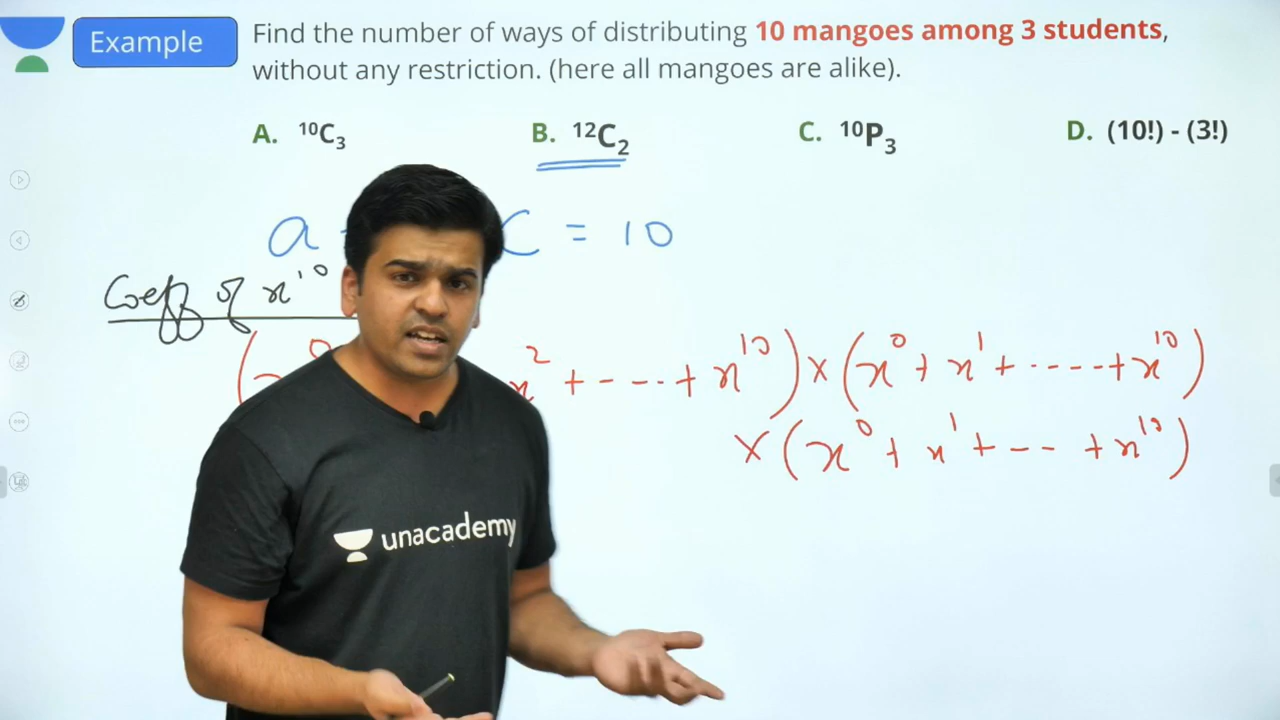 Example
Find the number of ways of distributing 10 mangoes among 3 students,
without any restriction. (here all mangoes are alike).
A. ¹⁰C₃ B. ¹²C₂ C. ¹⁰P₃ D. (10!) - (3!)
a C = 10
Coeff of x¹⁰
x² + ---- + x¹⁰) × (x⁰ + x¹ + ----- + x¹⁰)
× (x⁰ + x¹ + --- + x¹⁰)
unacademy